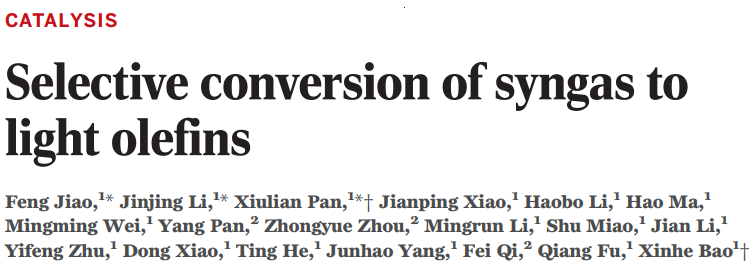 CATALYSIS
Selective conversion of syngas to
light olefins
Feng Jiao,¹* Jinjing Li,¹* Xiulian Pan,¹*† Jianping Xiao,¹ Haobo Li,¹ Hao Ma,¹
Mingming Wei,¹ Yang Pan,² Zhongyue Zhou,² Mingrun Li,¹ Shu Miao,¹ Jian Li,¹
Yifeng Zhu,¹ Dong Xiao,¹ Ting He,¹ Junhao Yang,¹ Fei Qi,² Qiang Fu,¹ Xinhe Bao¹†